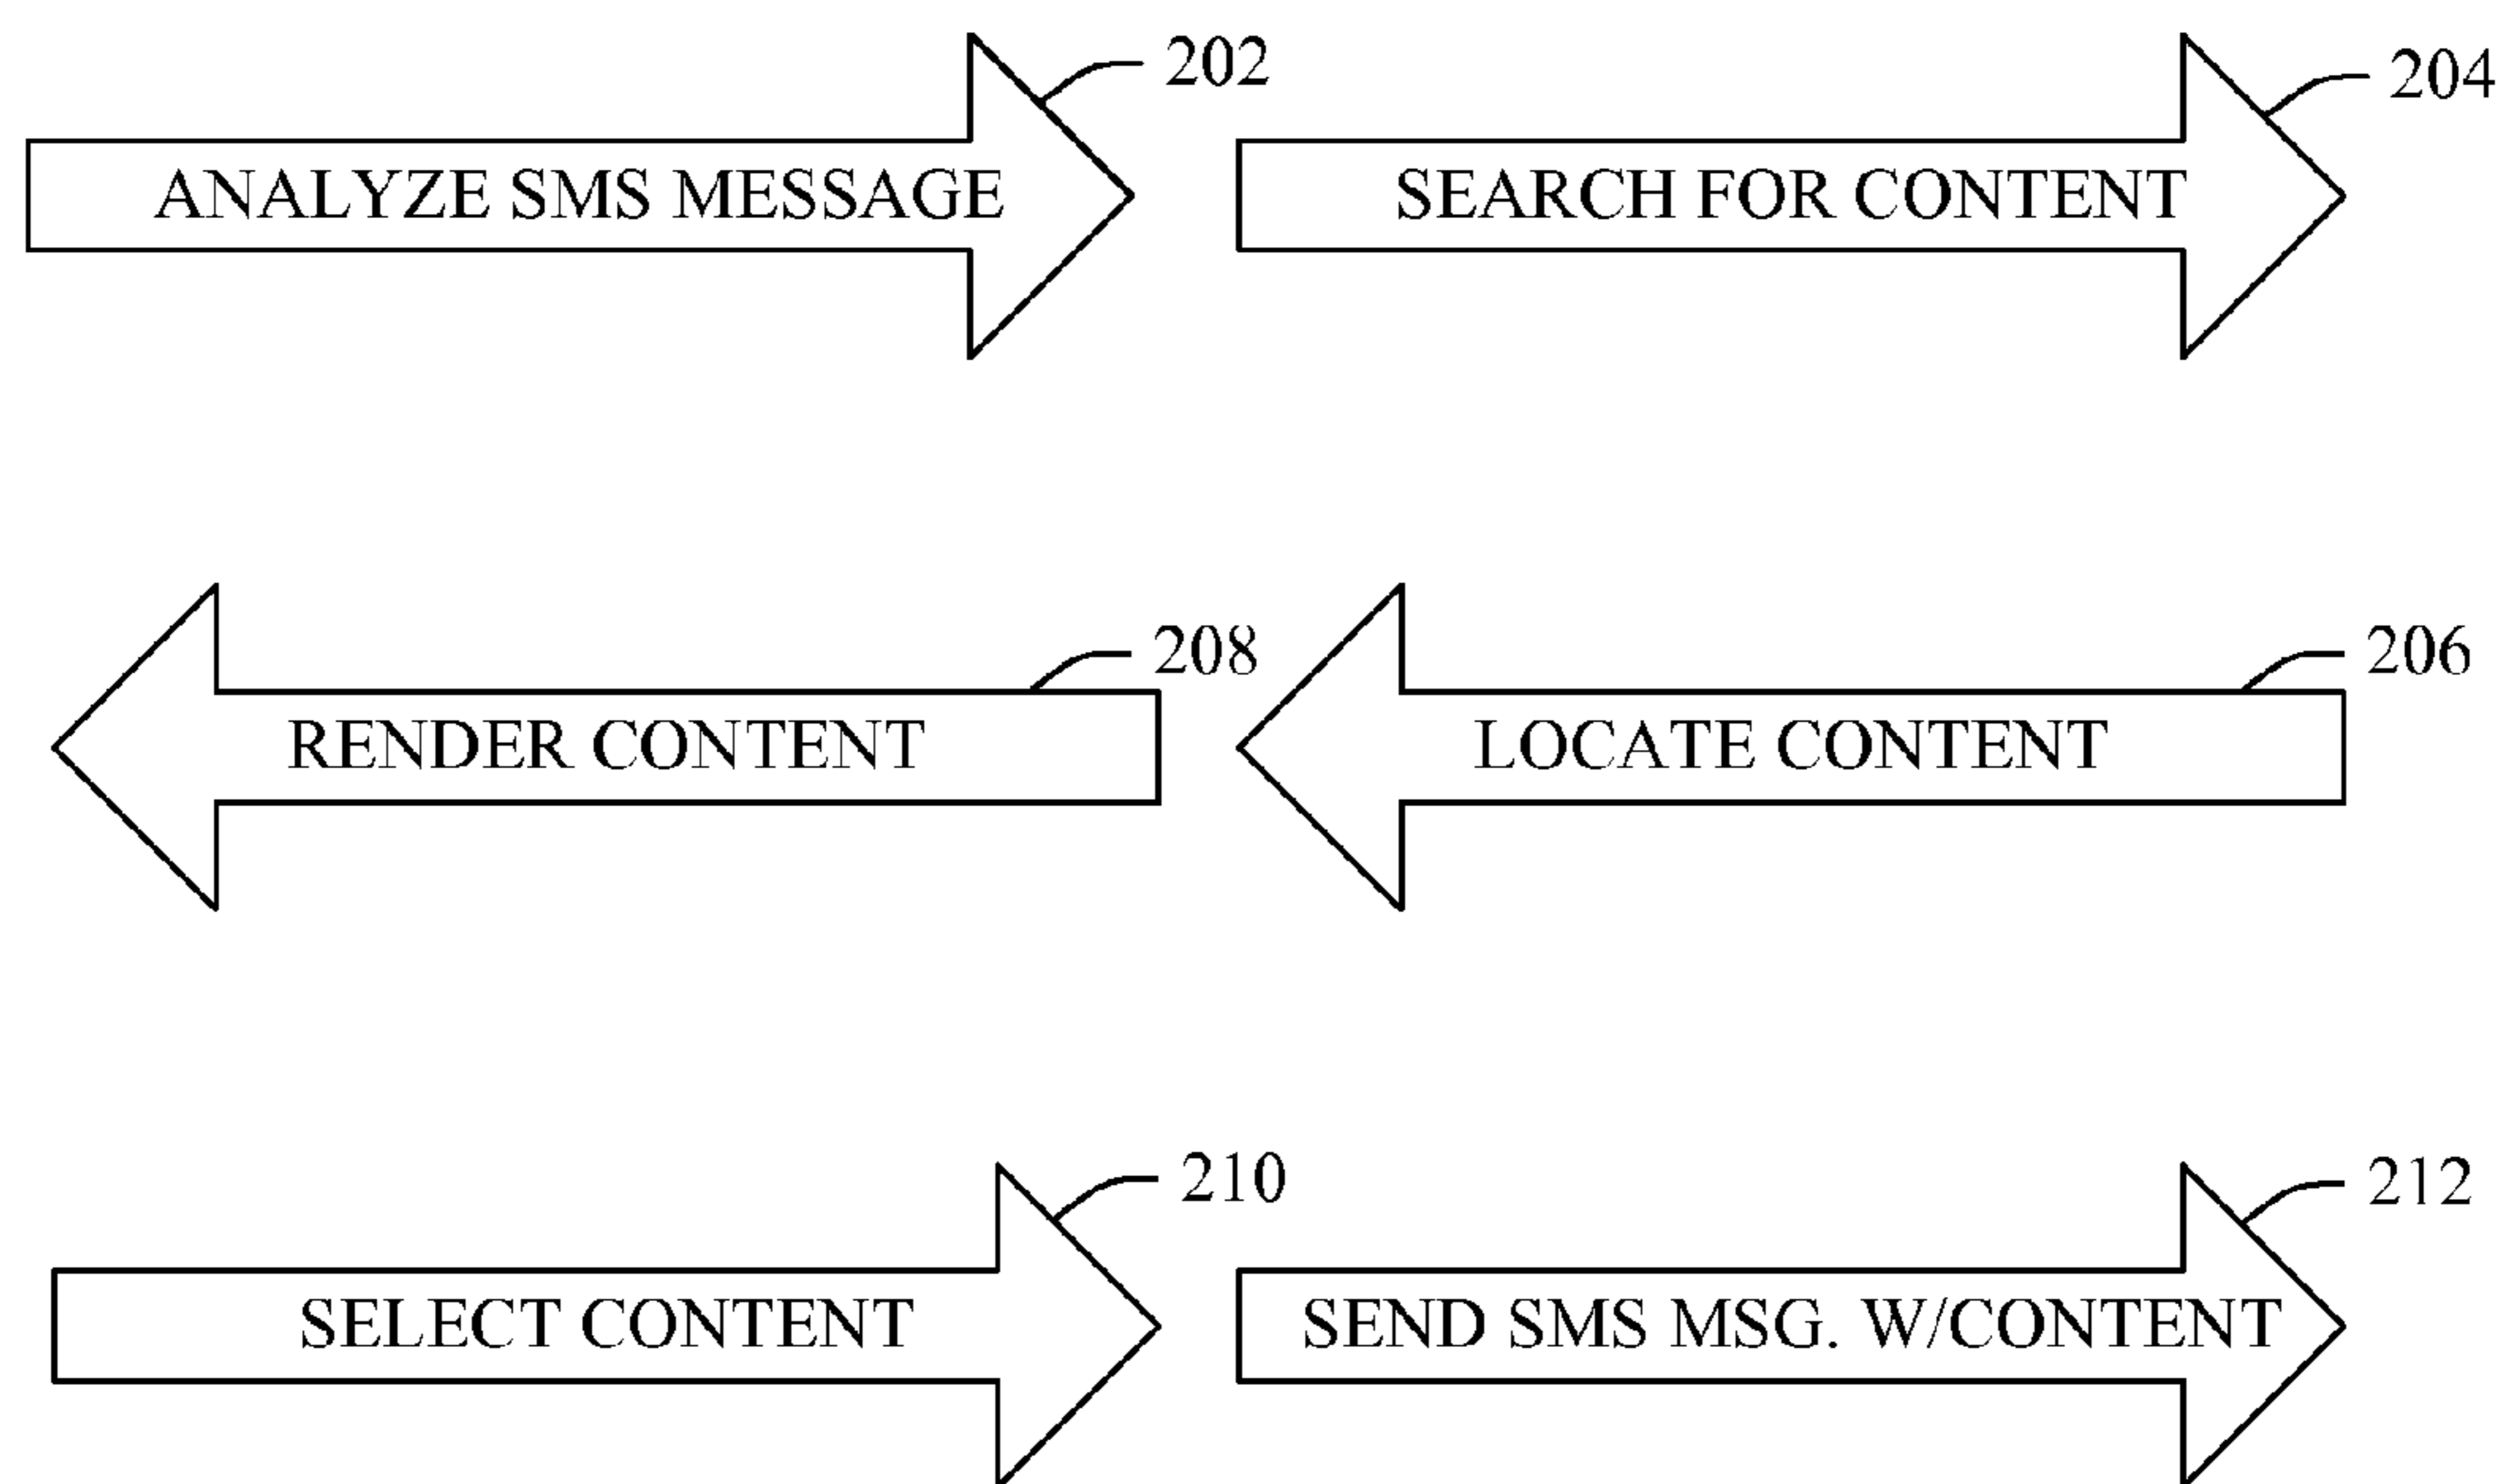 202
204
ANALYZE SMS MESSAGE
SEARCH FOR CONTENT
208
206
RENDER CONTENT
LOCATE CONTENT
210
212
SELECT CONTENT
SEND SMS MSG. W/CONTENT